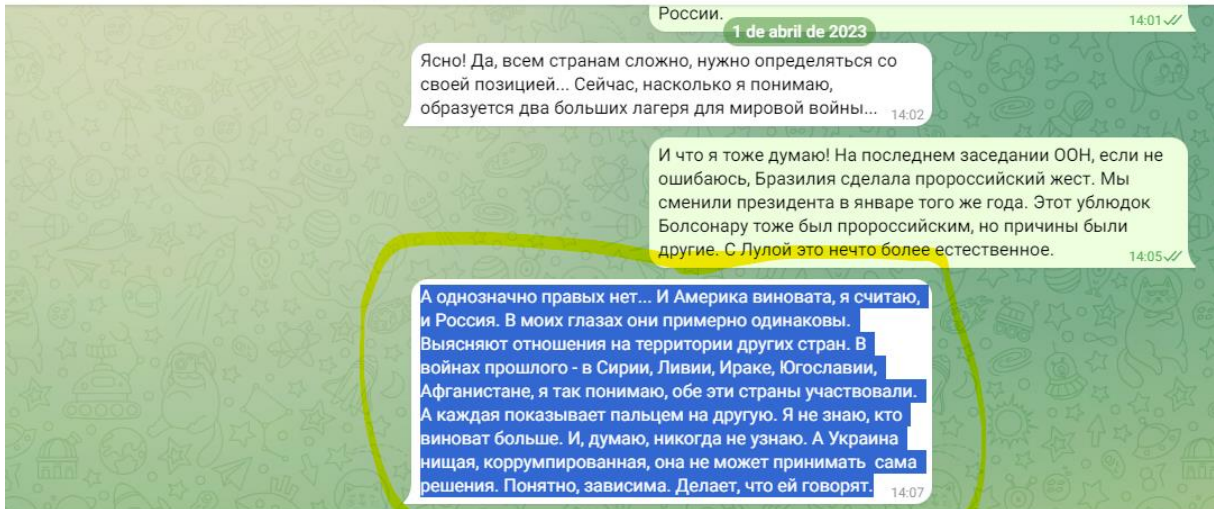 России.
14:01
1 de abril de 2023
Ясно! Да, всем странам сложно, нужно определяться со
своей позицией... Сейчас, насколько я понимаю,
образуется два больших лагеря для мировой войны...
14:02
И что я тоже думаю! На последнем заседании ООН, если не
ошибаюсь, Бразилия сделала пророссийский жест. Мы
сменили президента в январе того же года. Этот ублюдок
Болсонару тоже был пророссийским, но причины были
другие. С Лулой это нечто более естественное.
14:05
А однозначно правых нет... И Америка виновата, я считаю,
и Россия. В моих глазах они примерно одинаковы.
Выясняют отношения на территории других стран. В
войнах прошлого - в Сирии, Ливии, Ираке, Югославии,
Афганистане, я так понимаю, обе эти страны участвовали.
А каждая показывает пальцем на другую. Я не знаю, кто
виноват больше. И, думаю, никогда не узнаю. А Украина
нищая, коррумпированная, она не может принимать сама
решения. Понятно, зависима. Делает, что ей говорят.
14:07